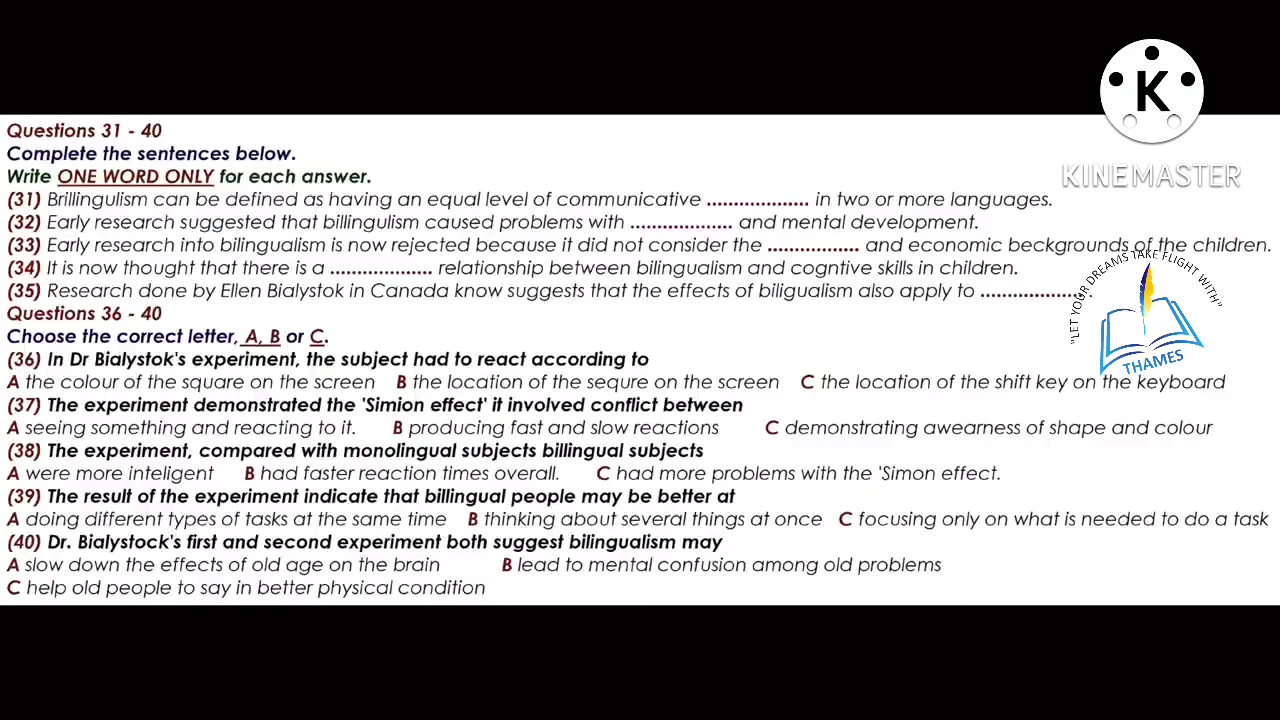 K
KINEMASTER
Questions 31 - 40
Complete the sentences below.
Write ONE WORD ONLY for each answer.
(31) Brillingulism can be defined as having an equal level of communicative ................... in two or more languages.
(32) Early research suggested that billingulism caused problems with ................... and mental development.
(33) Early research into bilingualism is now rejected because it did not consider the ................. and economic beckgrounds of the children.
(34) It is now thought that there is a ................... relationship between bilingualism and cogntive skills in children.
(35) Research done by Ellen Bialystok in Canada know suggests that the effects of biligualism also apply to ....................
"LET YOUR DREAMS TAKE FLIGHT WITH"
THAMES
Questions 36 - 40
Choose the correct letter, A, B or C.
(36) In Dr Bialystok's experiment, the subject had to react according to
A the colour of the square on the screen B the location of the sequre on the screen C the location of the shift key on the keyboard
(37) The experiment demonstrated the 'Simion effect' it involved conflict between
A seeing something and reacting to it. B producing fast and slow reactions C demonstrating awearness of shape and colour
(38) The experiment, compared with monolingual subjects billingual subjects
A were more inteligent B had faster reaction times overall. C had more problems with the 'Simon effect.
(39) The result of the experiment indicate that billingual people may be better at
A doing different types of tasks at the same time B thinking about several things at once C focusing only on what is needed to do a task
(40) Dr. Bialystock's first and second experiment both suggest bilingualism may
A slow down the effects of old age on the brain B lead to mental confusion among old problems
C help old people to say in better physical condition